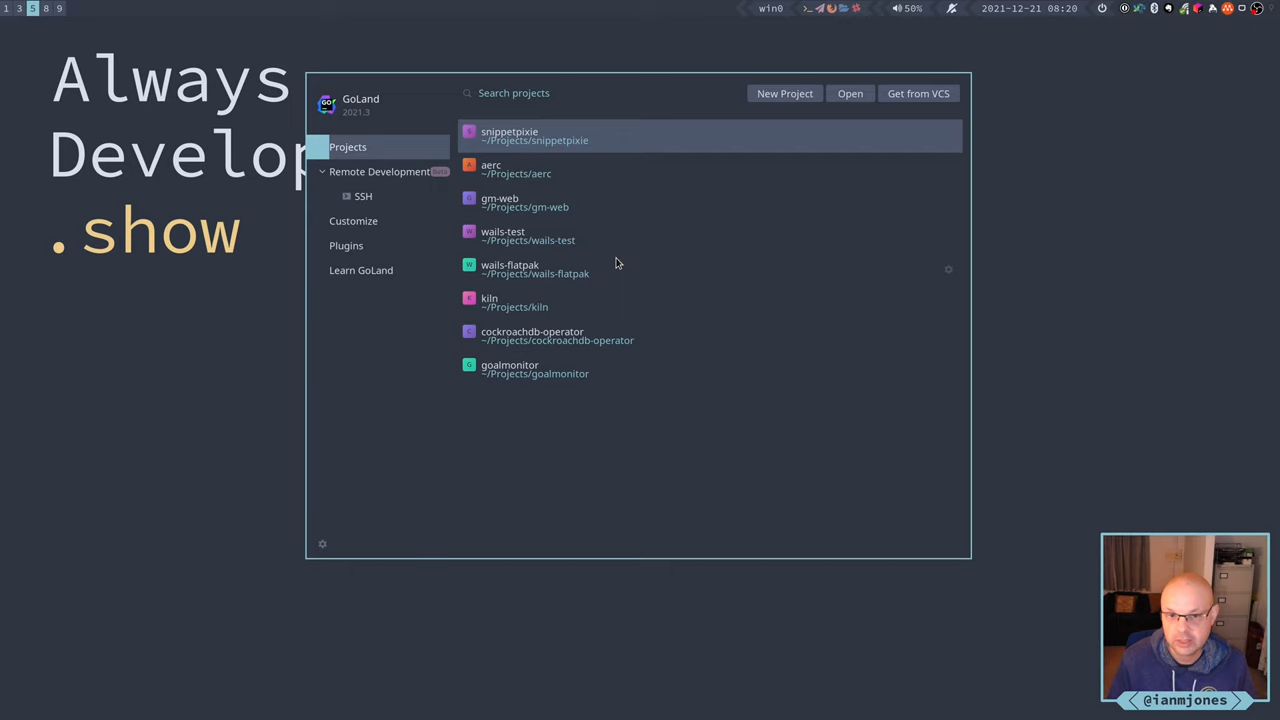 1 3 5 8 9
win0
50%
2021-12-21 08:20
Always
Develop
.show
GoLand
2021.3
Search projects
New Project
Open
Get from VCS
Projects
Remote Development
Beta
SSH
Customize
Plugins
Learn GoLand
S
snippetpixie
~/Projects/snippetpixie
A
aerc
~/Projects/aerc
G
gm-web
~/Projects/gm-web
W
wails-test
~/Projects/wails-test
W
wails-flatpak
~/Projects/wails-flatpak
K
kiln
~/Projects/kiln
C
cockroachdb-operator
~/Projects/cockroachdb-operator
G
goalmonitor
~/Projects/goalmonitor
@ianmjones